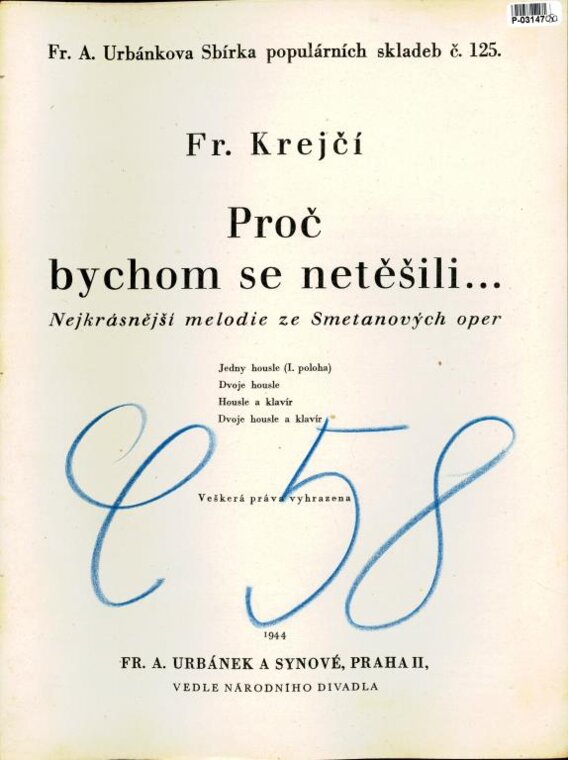 P-03147
Fr. A. Urbánkova Sbírka populárních skladeb č. 125.
Fr. Krejčí
Proč
bychom se netěšili...
Nejkrásnější melodie ze Smetanových oper
Jedny housle (I. poloha)
Dvoje housle
Housle a klavír
Dvoje housle a klavír
Veškerá práva vyhrazena
58
1944
FR. A. URBÁNEK A SYNOVÉ, PRAHA II,
VEDLE NÁRODNÍHO DIVADLA